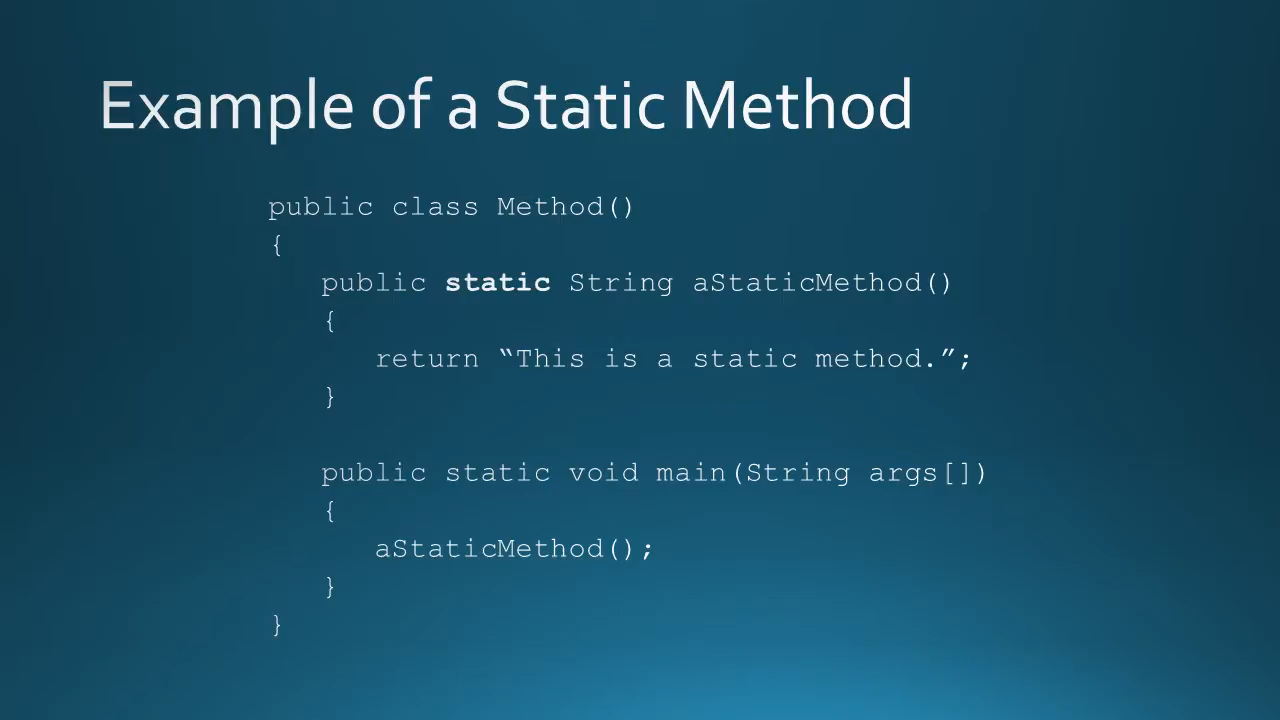 Example of a Static Method
public class Method()
{
public static String aStaticMethod()
{
return “This is a static method.”;
}
public static void main(String args[])
{
aStaticMethod();
}
}